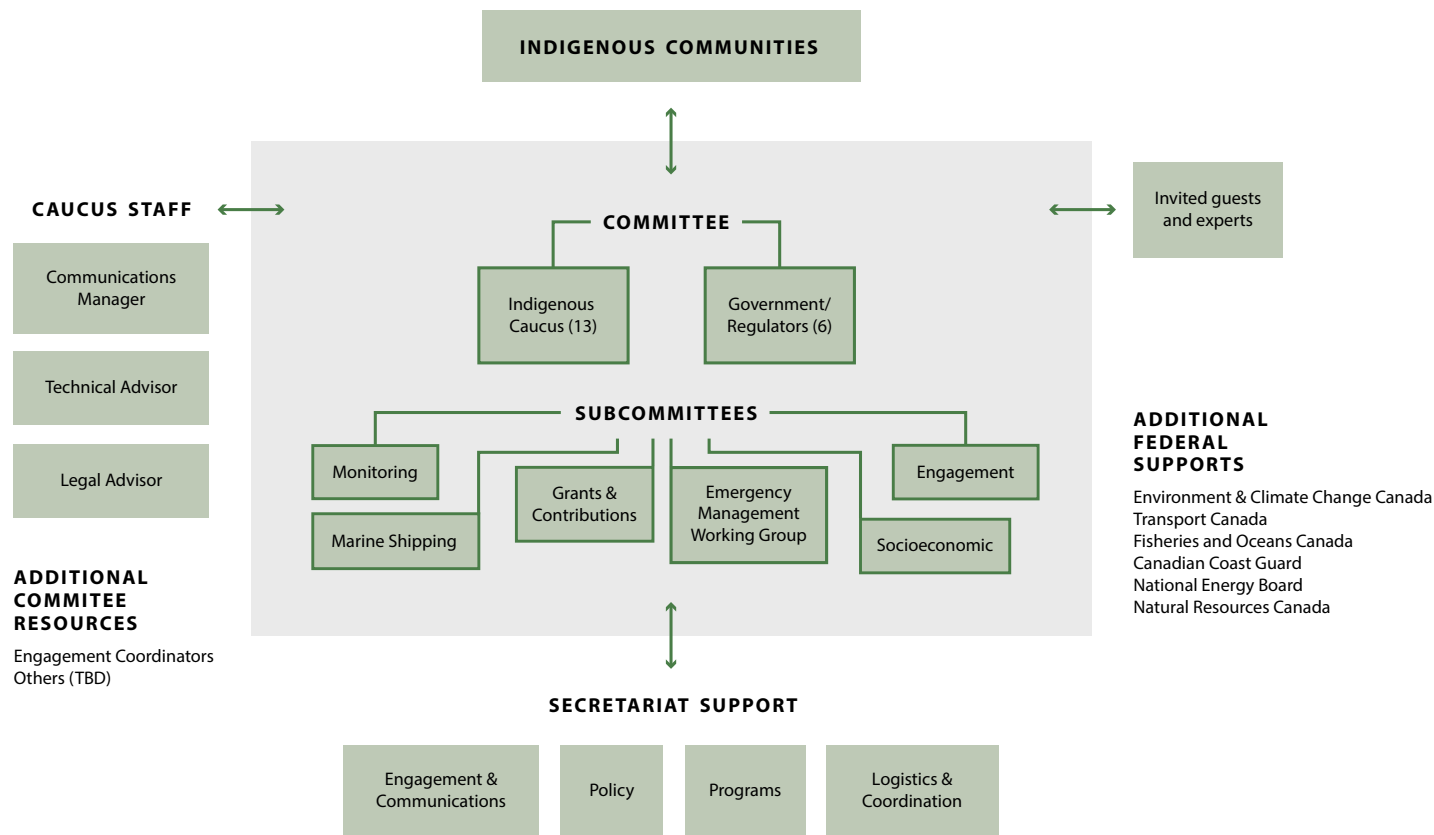 INDIGENOUS COMMUNITIES
CAUCUS STAFF
Communications
Manager
Technical Advisor
Legal Advisor
ADDITIONAL
COMMITEE
RESOURCES
Engagement Coordinators
Others (TBD)
COMMITTEE
Indigenous
Caucus (13)
Government/
Regulators (6)
SUBCOMMITTEES
Monitoring
Marine Shipping
Grants &
Contributions
Emergency
Management
Working Group
Engagement
Socioeconomic
Invited guests
and experts
ADDITIONAL
FEDERAL
SUPPORTS
Environment & Climate Change Canada
Transport Canada
Fisheries and Oceans Canada
Canadian Coast Guard
National Energy Board
Natural Resources Canada
SECRETARIAT SUPPORT
Engagement &
Communications
Policy
Programs
Logistics &
Coordination